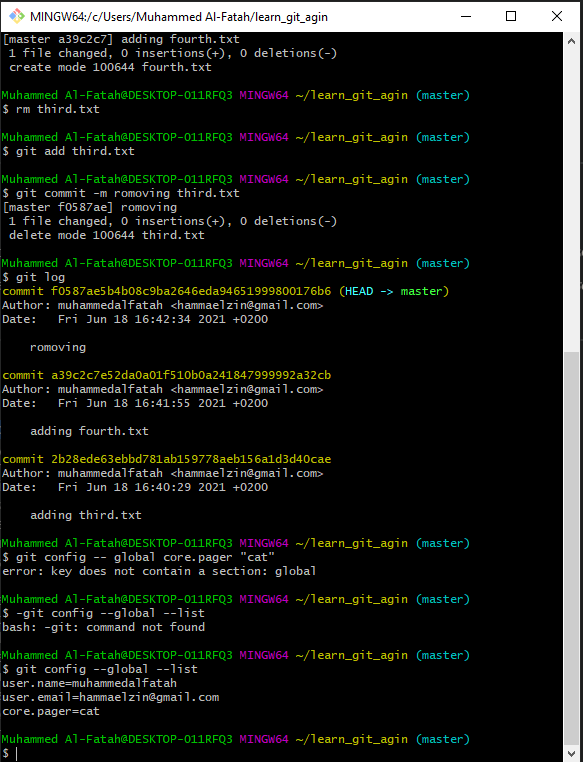 MINGW64:/c/Users/Muhammed Al-Fatah/learn_git_agin
[master a39c2c7] adding fourth.txt
 1 file changed, 0 insertions(+), 0 deletions(-)
 create mode 100644 fourth.txt
Muhammed Al-Fatah@DESKTOP-O11RFQ3 MINGW64 ~/learn_git_agin (master)
$ rm third.txt
Muhammed Al-Fatah@DESKTOP-O11RFQ3 MINGW64 ~/learn_git_agin (master)
$ git add third.txt
Muhammed Al-Fatah@DESKTOP-O11RFQ3 MINGW64 ~/learn_git_agin (master)
$ git commit -m romoving third.txt
[master f0587ae] romoving
 1 file changed, 0 insertions(+), 0 deletions(-)
 delete mode 100644 third.txt
Muhammed Al-Fatah@DESKTOP-O11RFQ3 MINGW64 ~/learn_git_agin (master)
$ git log
commit f0587ae5b4b08c9ba2646eda94651999800176b6 (HEAD -> master)
Author: muhammedalfatah <hammaelzin@gmail.com>
Date:   Fri Jun 18 16:42:34 2021 +0200
    romoving
commit a39c2c7e52da0a01f510b0a241847999992a32cb
Author: muhammedalfatah <hammaelzin@gmail.com>
Date:   Fri Jun 18 16:41:55 2021 +0200
    adding fourth.txt
commit 2b28ede63ebbd781ab159778aeb156a1d3d40cae
Author: muhammedalfatah <hammaelzin@gmail.com>
Date:   Fri Jun 18 16:40:29 2021 +0200
    adding third.txt
Muhammed Al-Fatah@DESKTOP-O11RFQ3 MINGW64 ~/learn_git_agin (master)
$ git config -- global core.pager "cat"
error: key does not contain a section: global
Muhammed Al-Fatah@DESKTOP-O11RFQ3 MINGW64 ~/learn_git_agin (master)
$ -git config --global --list
bash: -git: command not found
Muhammed Al-Fatah@DESKTOP-O11RFQ3 MINGW64 ~/learn_git_agin (master)
$ git config --global --list
user.name=muhammedalfatah
user.email=hammaelzin@gmail.com
core.pager=cat
Muhammed Al-Fatah@DESKTOP-O11RFQ3 MINGW64 ~/learn_git_agin (master)
$